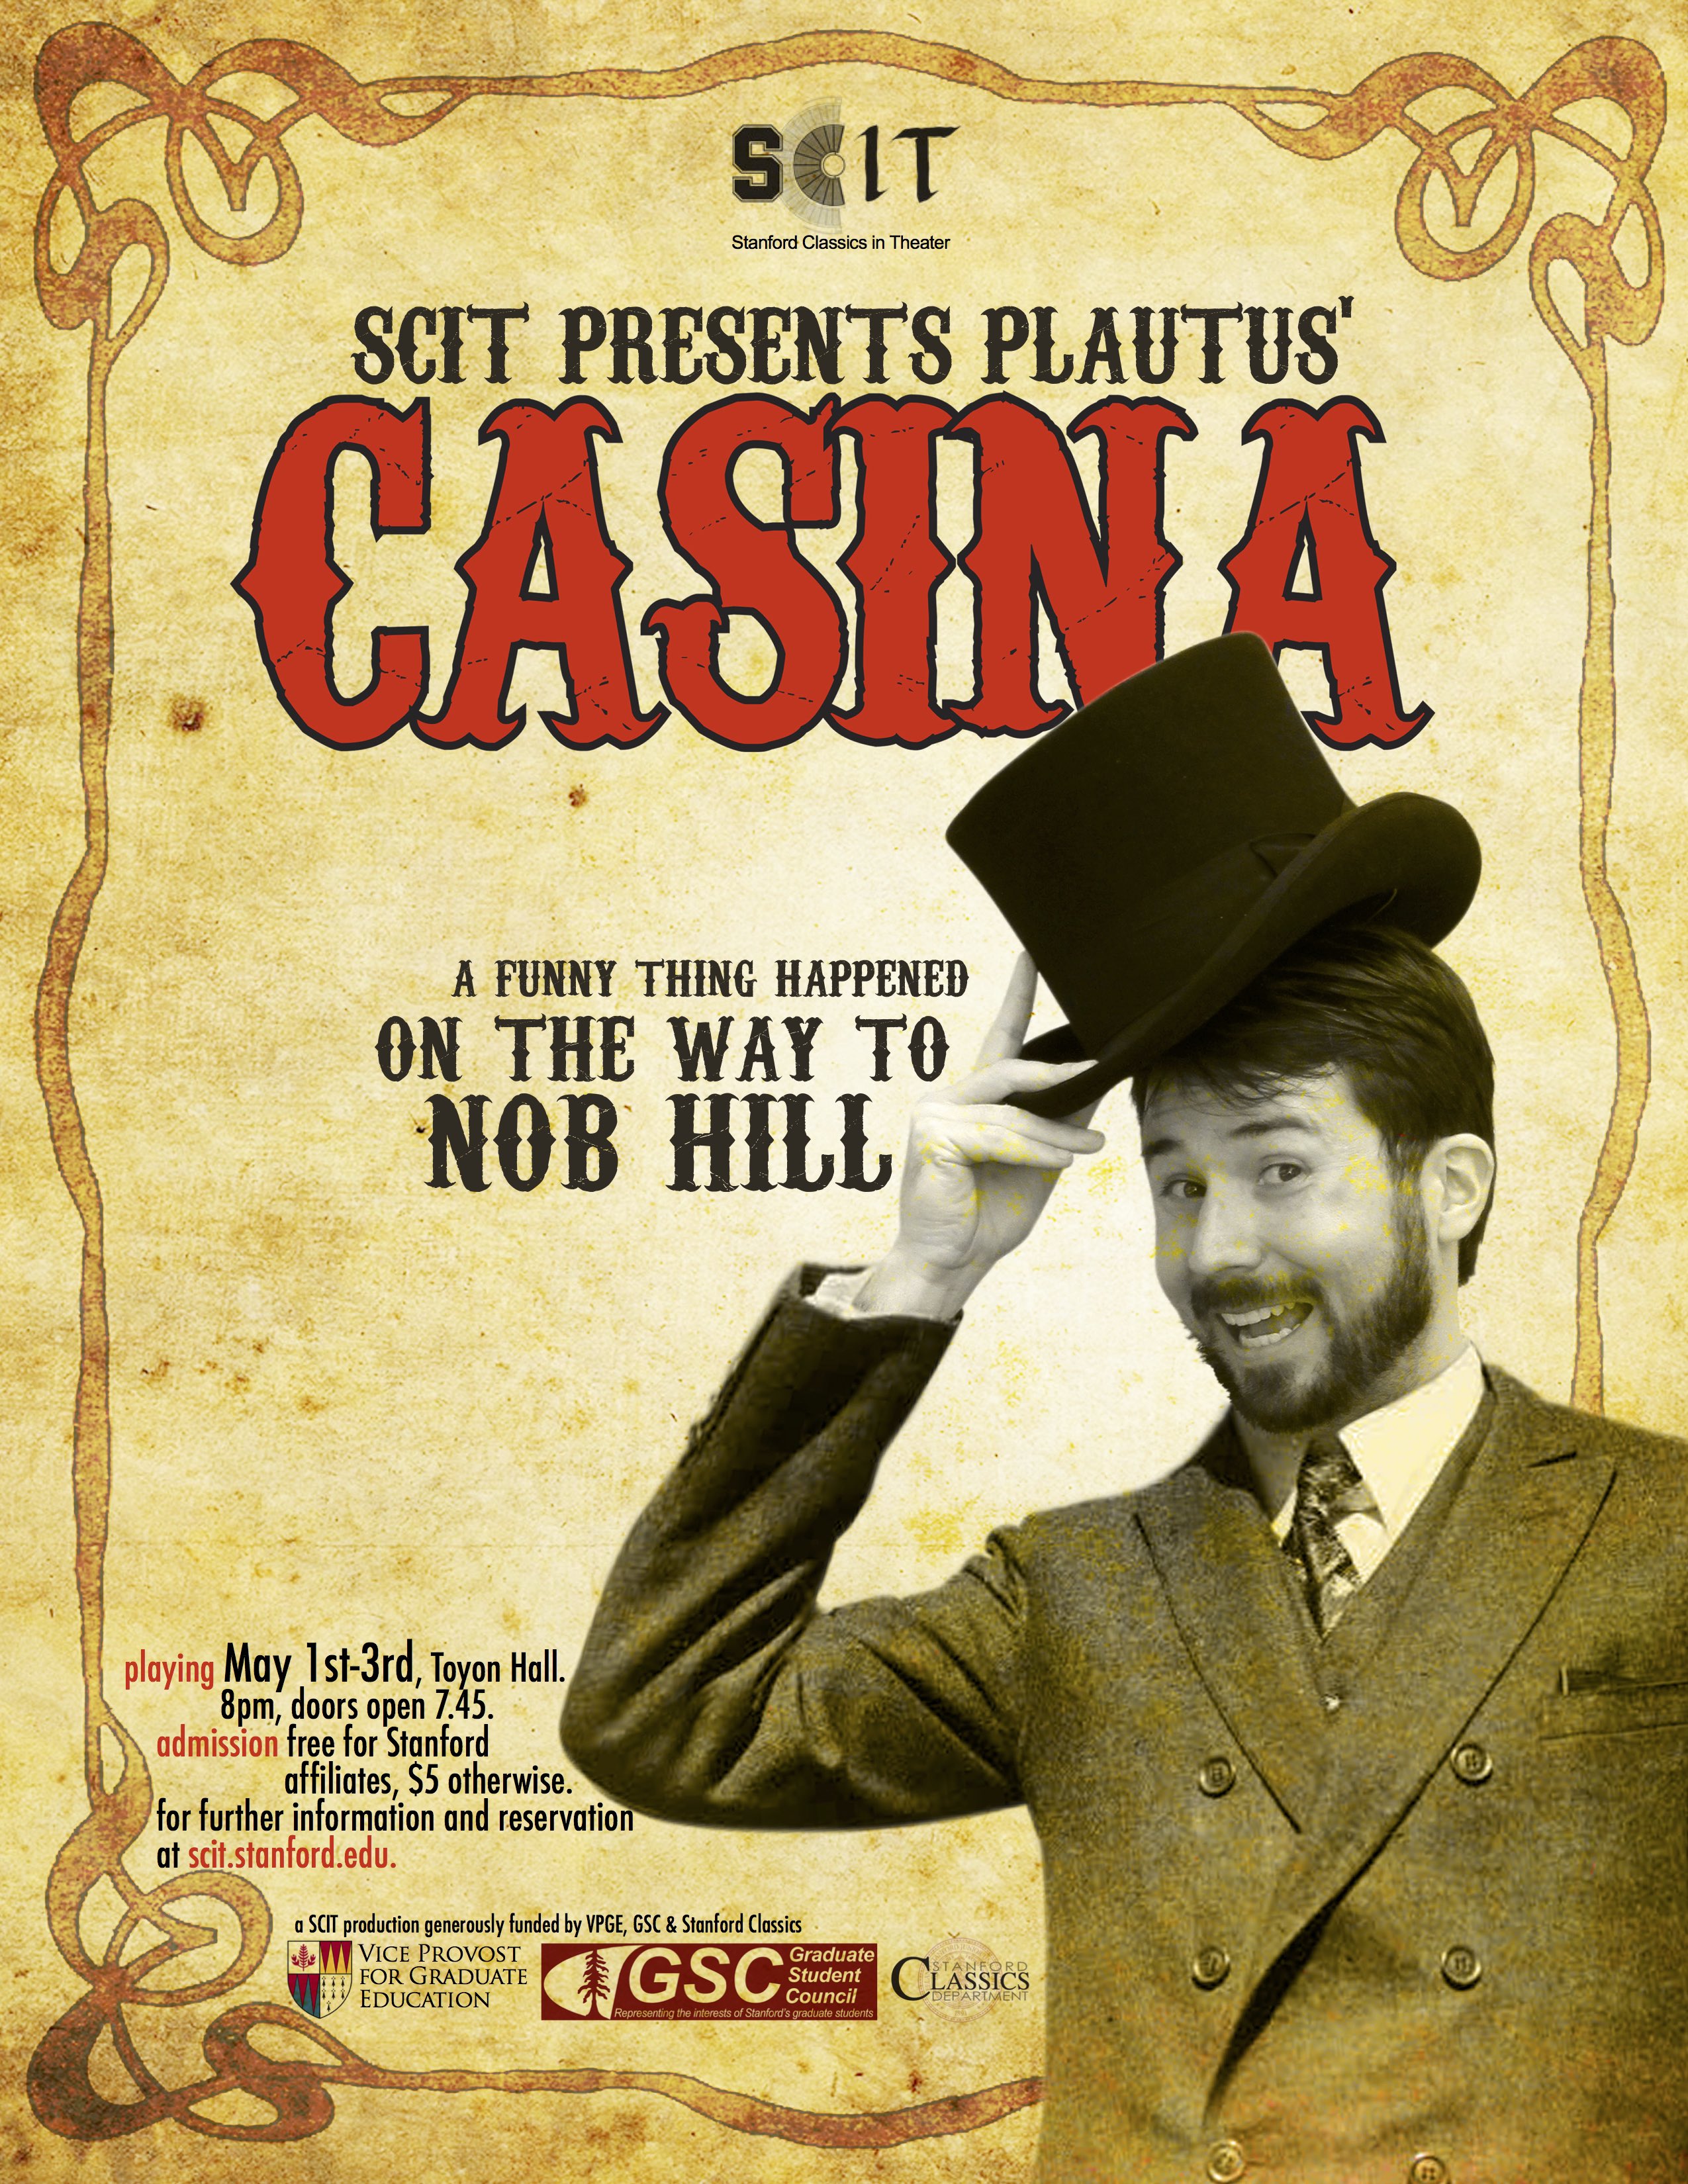 SCIT
Stanford Classics in Theater
SCIT PRESENTS PLAUTUS'
CASINA
A FUNNY THING HAPPENED
ON THE WAY TO
NOB HILL
playing May 1st-3rd, Toyon Hall.
8pm, doors open 7.45.
admission free for Stanford
affiliates, $5 otherwise.
for further information and reservation
at scit.stanford.edu.
a SCIT production generously funded by VPGE, GSC & Stanford Classics
VICE PROVOST
FOR GRADUATE
EDUCATION
GSC
Graduate
Student
Council
Representing the interests of Stanford's graduate students
STANFORD
CLASSICS
DEPARTMENT